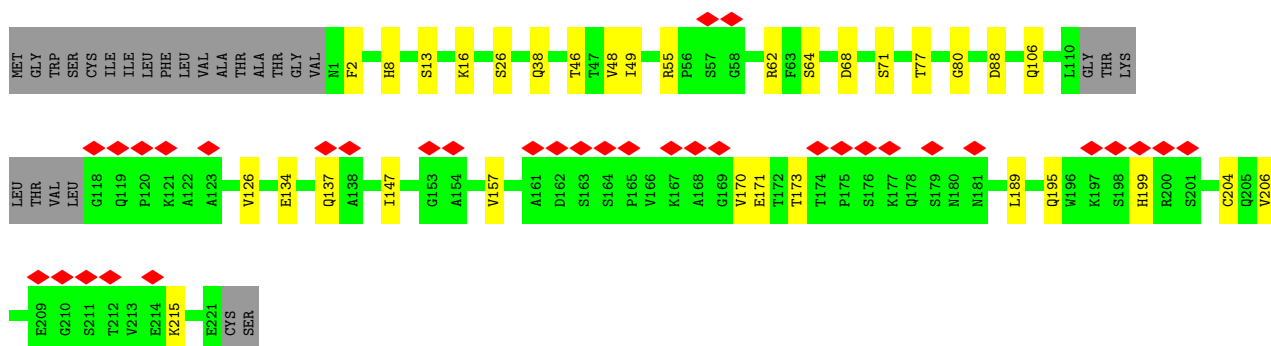 MET GLY TRP SER CYS ILE ILE LEU PHE LEU VAL ALA THR ALA THR GLY VAL N1 F2 H8 S13 K16 S26 Q38 T46 T47 V48 I49 R55 P56 S57 G58 R62 F63 S64 D68 S71 T77 G80 D88 Q106 L110 GLY THR LYS
LEU THR VAL LEU G118 Q119 P120 K121 A122 A123 V126 E134 Q137 A138 I147 G153 A154 V157 A161 D162 S163 S164 P165 V166 K167 A168 G169 V170 E171 T172 T173 T174 P175 S176 K177 Q178 S179 N180 N181 L189 Q195 W196 K197 S198 H199 R200 S201 C204 Q205 V206
E209 G210 S211 T212 V213 E214 K215 E221 CYS SER